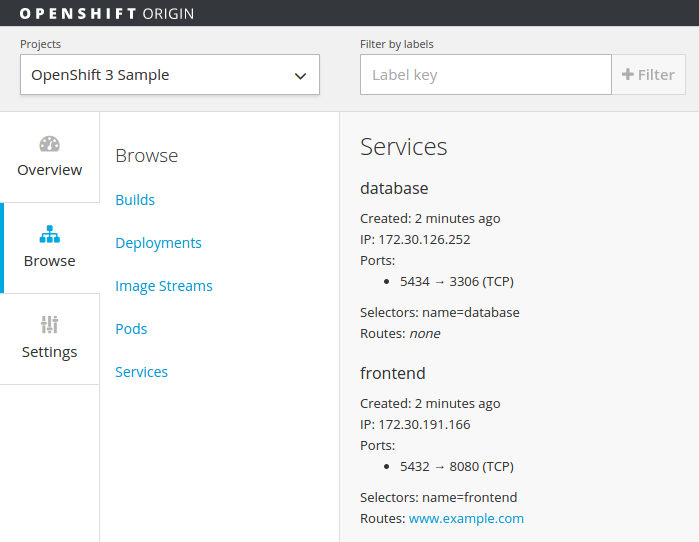 OPENSHIFT ORIGIN
Projects
OpenShift 3 Sample
Filter by labels
Label key
+ Filter
Overview
Browse
Settings
Browse
Builds
Deployments
Image Streams
Pods
Services
Services
database
Created: 2 minutes ago
IP: 172.30.126.252
Ports:
• 5434 → 3306 (TCP)
Selectors: name=database
Routes: none
frontend
Created: 2 minutes ago
IP: 172.30.191.166
Ports:
• 5432 → 8080 (TCP)
Selectors: name=frontend
Routes: www.example.com